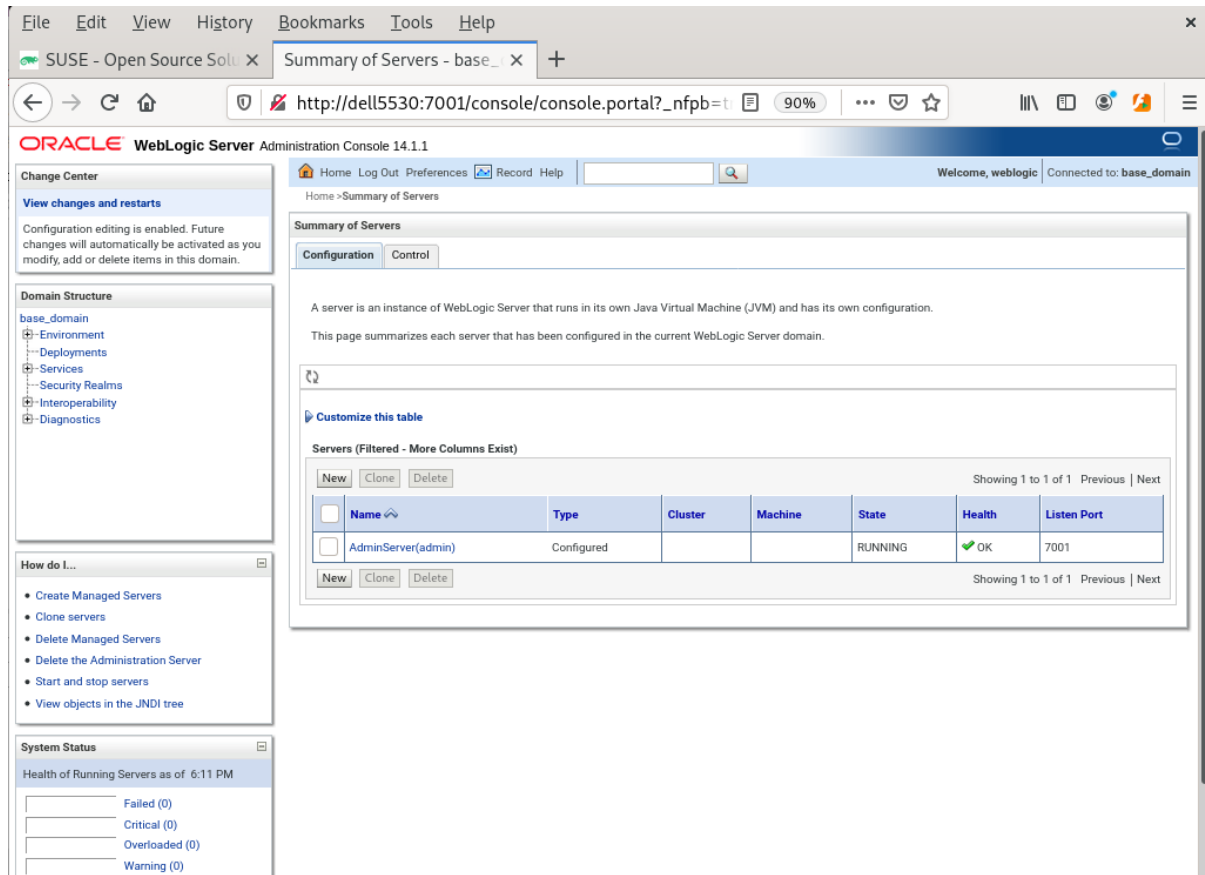 File Edit View History Bookmarks Tools Help
SUSE - Open Source Solu
Summary of Servers - base_
http://dell5530:7001/console/console.portal?_nfpb=t 90%
ORACLE WebLogic Server Administration Console 14.1.1
Change Center
View changes and restarts
Configuration editing is enabled. Future
changes will automatically be activated as you
modify, add or delete items in this domain.
Domain Structure
base_domain
Environment
Deployments
Services
Security Realms
Interoperability
Diagnostics
How do I...
Create Managed Servers
Clone servers
Delete Managed Servers
Delete the Administration Server
Start and stop servers
View objects in the JNDI tree
System Status
Health of Running Servers as of 6:11 PM
Failed (0)
Critical (0)
Overloaded (0)
Warning (0)
Home Log Out Preferences Record Help
Welcome, weblogic Connected to: base_domain
Home >Summary of Servers
Summary of Servers
Configuration Control
A server is an instance of WebLogic Server that runs in its own Java Virtual Machine (JVM) and has its own configuration.
This page summarizes each server that has been configured in the current WebLogic Server domain.
Customize this table
Servers (Filtered - More Columns Exist)
New Clone Delete Showing 1 to 1 of 1 Previous | Next
Name Type Cluster Machine State Health Listen Port
AdminServer(admin) Configured RUNNING OK 7001
New Clone Delete Showing 1 to 1 of 1 Previous | Next